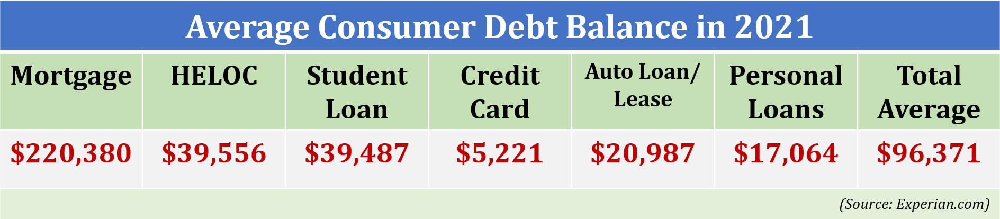 Average Consumer Debt Balance in 2021
Mortgage
HELOC
Student
Loan
Credit
Card
Auto Loan/
Lease
Personal
Loans
Total
Average
$220,380
$39,556
$39,487
$5,221
$20,987
$17,064
$96,371
(Source: Experian.com)